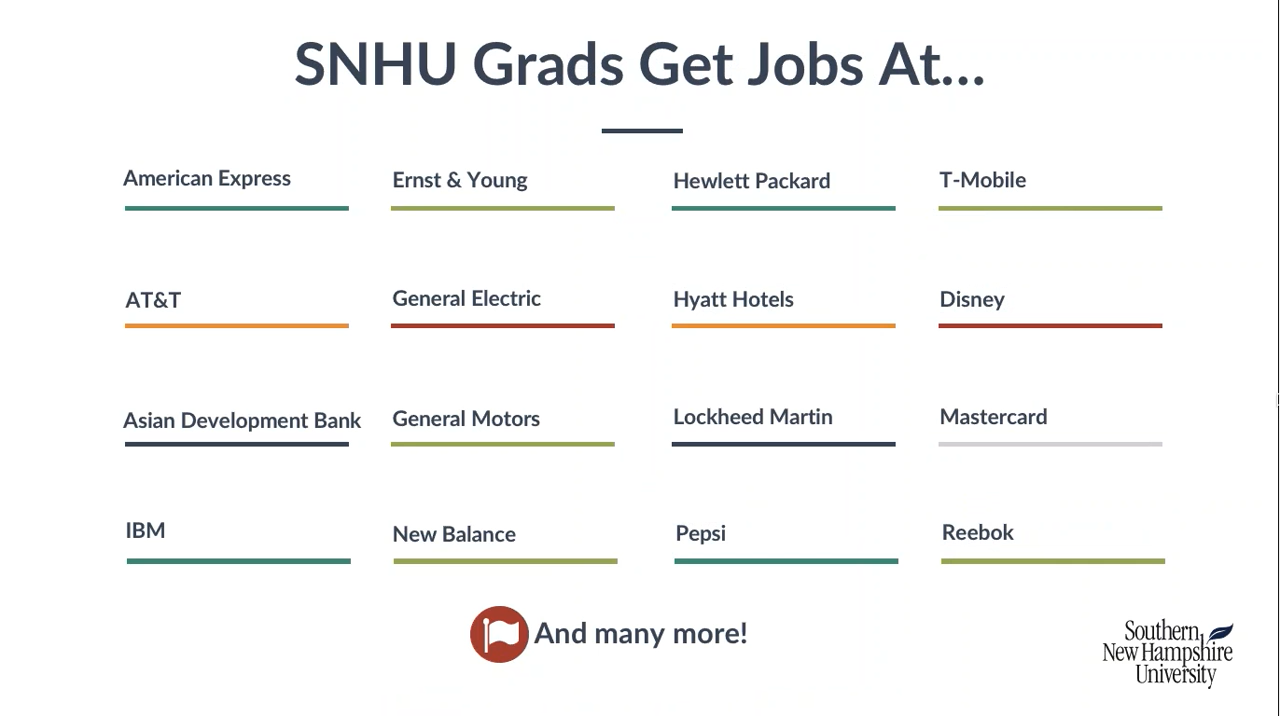 SNHU Grads Get Jobs At...
American Express
Ernst & Young
Hewlett Packard
T-Mobile
AT&T
General Electric
Hyatt Hotels
Disney
Asian Development Bank
General Motors
Lockheed Martin
Mastercard
IBM
New Balance
Pepsi
Reebok
And many more!
Southern
New Hampshire
University